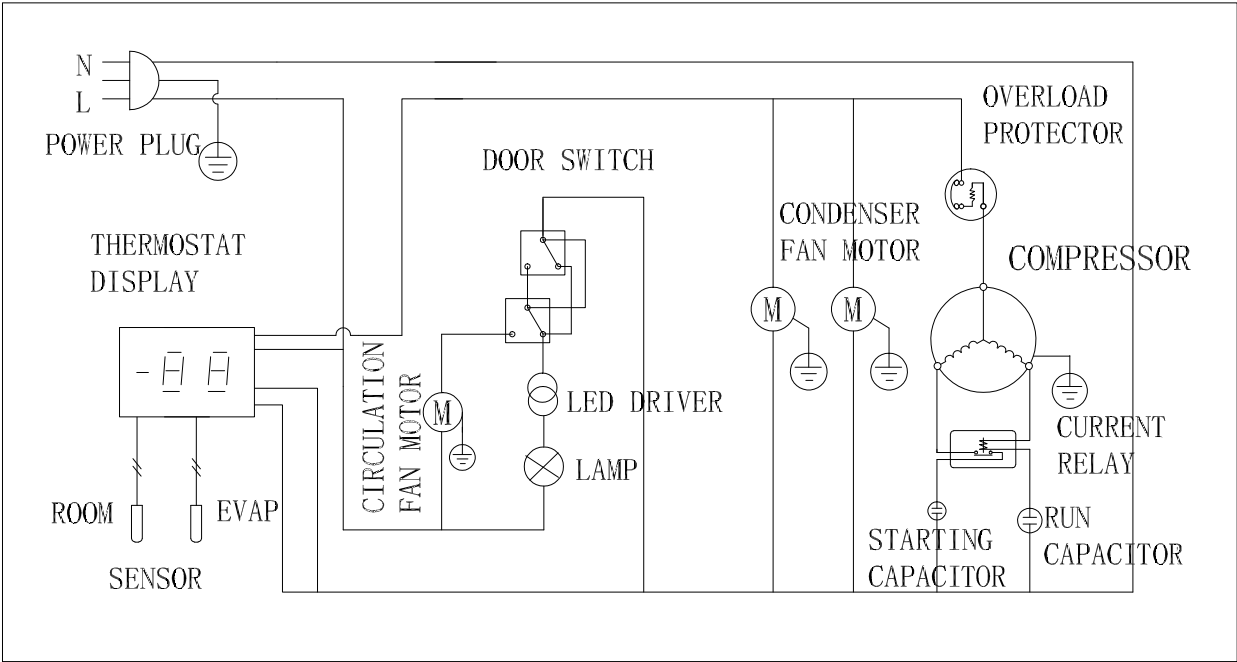 N
L
POWER PLUG
OVERLOAD
PROTECTOR
DOOR SWITCH
CONDENSER
FAN MOTOR
THERMOSTAT
DISPLAY
COMPRESSOR
M
M
-88
CIRCULATION
FAN MOTOR
M
LED DRIVER
LAMP
CURRENT
RELAY
ROOM
EVAP
SENSOR
STARTING
CAPACITOR
RUN
CAPACITOR